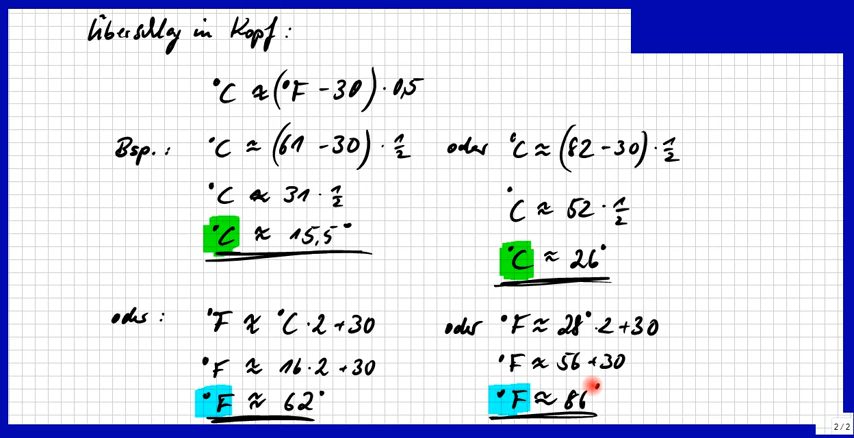 Überschlag im Kopf:
°C ≈ (°F - 30) · 0,5
Bsp.: °C ≈ (61 - 30) · 1/2 oder °C ≈ (82 - 30) · 1/2
°C ≈ 31 · 1/2
°C ≈ 52 · 1/2
°C ≈ 15,5°
°C ≈ 26°
oder: °F ≈ °C · 2 + 30 oder °F ≈ 28° · 2 + 30
°F ≈ 16 · 2 + 30 °F ≈ 56 + 30
°F ≈ 62° °F ≈ 86°
2/2